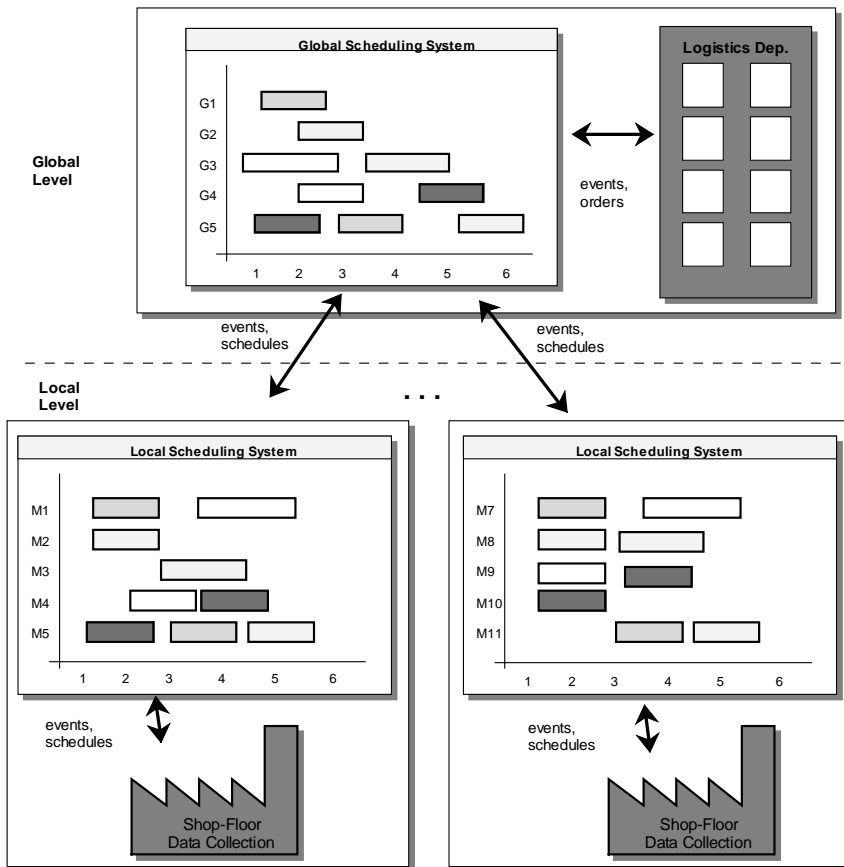 Global Scheduling System
Logistics Dep.
G1
G2
G3
G4
G5
1 2 3 4 5 6
Global
Level
events,
orders
events,
schedules
events,
schedules
Local
Level
. . .
Local Scheduling System
M1
M2
M3
M4
M5
1 2 3 4 5 6
events,
schedules
Shop-Floor
Data Collection
Local Scheduling System
M7
M8
M9
M10
M11
1 2 3 4 5 6
events,
schedules
Shop-Floor
Data Collection